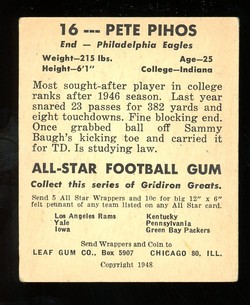 16 --- PETE PIHOS
End — Philadelphia Eagles
Weight—215 lbs. Age—25
Height—6'1" College—Indiana
Most sought-after player in college
ranks after 1946 season. Last year
snared 23 passes for 382 yards and
eight touchdowns. Fine blocking end.
Once grabbed ball off Sammy
Baugh's kicking toe and carried it
for TD. Is studying law.
ALL-STAR FOOTBALL GUM
Collect this series of Gridiron Greats.
Send 5 All Star Wrappers and 10c for big 12" x 6"
felt pennant of any team listed on any All Star card.
Los Angeles Rams Kentucky
Yale Pennsylvania
Iowa Green Bay Packers
Send Wrappers and Coin to
LEAF GUM CO., Box 5907 CHICAGO 80, ILL.
Copyright 1948